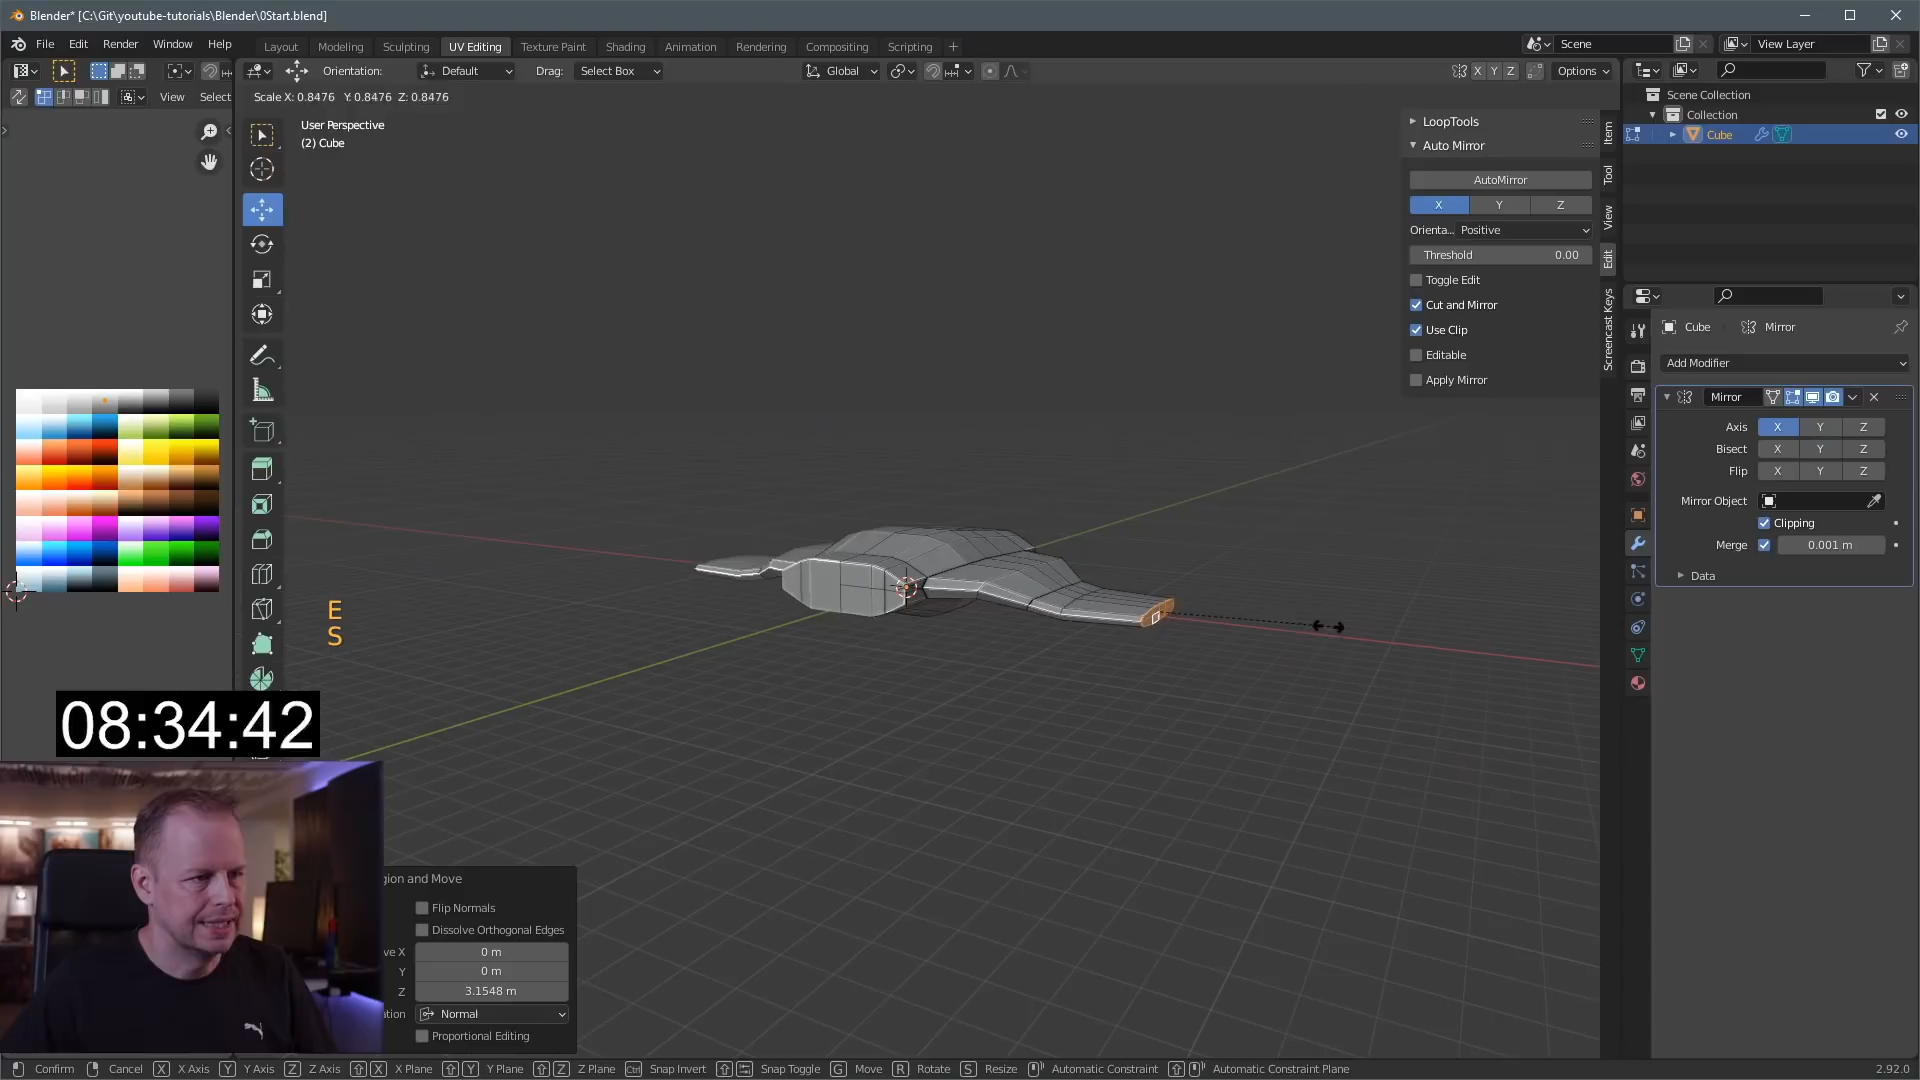 Blender* [C:\Git\youtube-tutorials\Blender\0Start.blend]
File Edit Render Window Help
Layout Modeling Sculpting UV Editing Texture Paint Shading Animation Rendering Compositing Scripting +
Scene
View Layer
Orientation: Default Drag: Select Box
Global
X Y Z Options
View Select
Scale X: 0.8476 Y: 0.8476 Z: 0.8476
User Perspective
(2) Cube
LoopTools
Auto Mirror
AutoMirror
X Y Z
Orienta... Positive
Threshold 0.00
Toggle Edit
Cut and Mirror
Use Clip
Editable
Apply Mirror
Item
Tool
View
Edit
Screencast Keys
Scene Collection
Collection
Cube
Cube Mirror
Add Modifier
Mirror
Axis X Y Z
Bisect X Y Z
Flip X Y Z
Mirror Object
Clipping
Merge 0.001 m
Data
E
S
08:34:42
gion and Move
Flip Normals
Dissolve Orthogonal Edges
ve X 0 m
Y 0 m
Z 3.1548 m
ation Normal
Proportional Editing
Confirm Cancel X X Axis Y Y Axis Z Z Axis X X Plane Y Y Plane Z Z Plane Ctrl Snap Invert Snap Toggle G Move R Rotate S Resize Automatic Constraint Automatic Constraint Plane
2.92.0